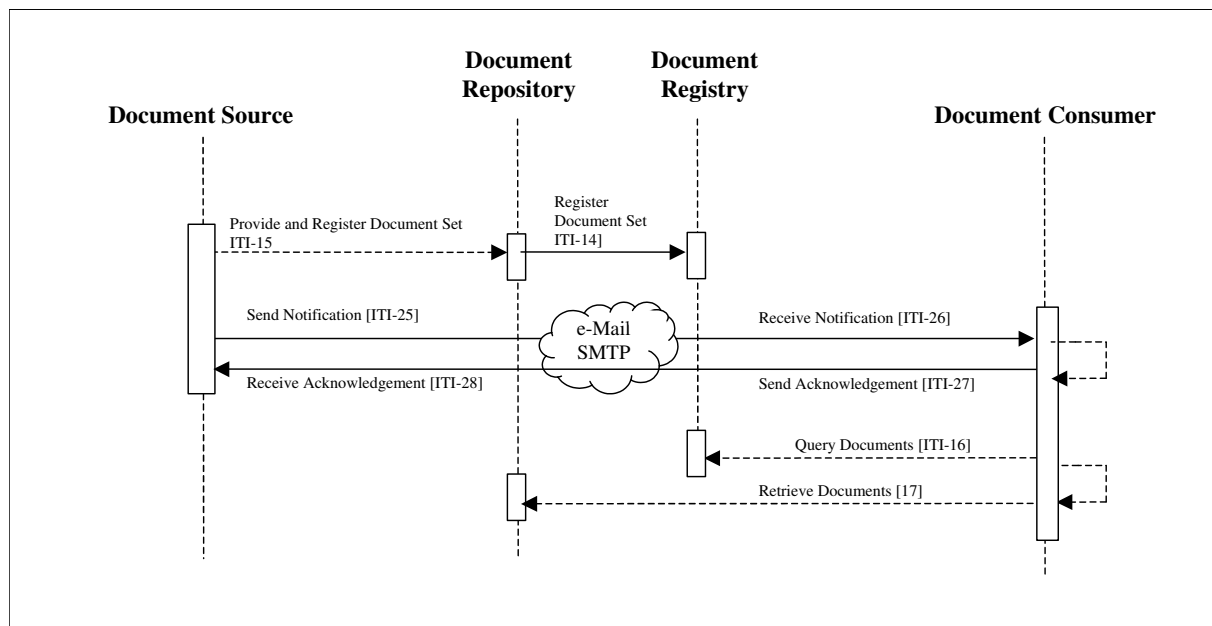 Document
Repository
Document
Registry
Document Source
Document Consumer
Provide and Register Document Set
ITI-15
Register
Document Set
ITI-14]
Send Notification [ITI-25]
e-Mail
SMTP
Receive Notification [ITI-26]
Receive Acknowledgement [ITI-28]
Send Acknowledgement [ITI-27]
Query Documents [ITI-16]
Retrieve Documents [17]